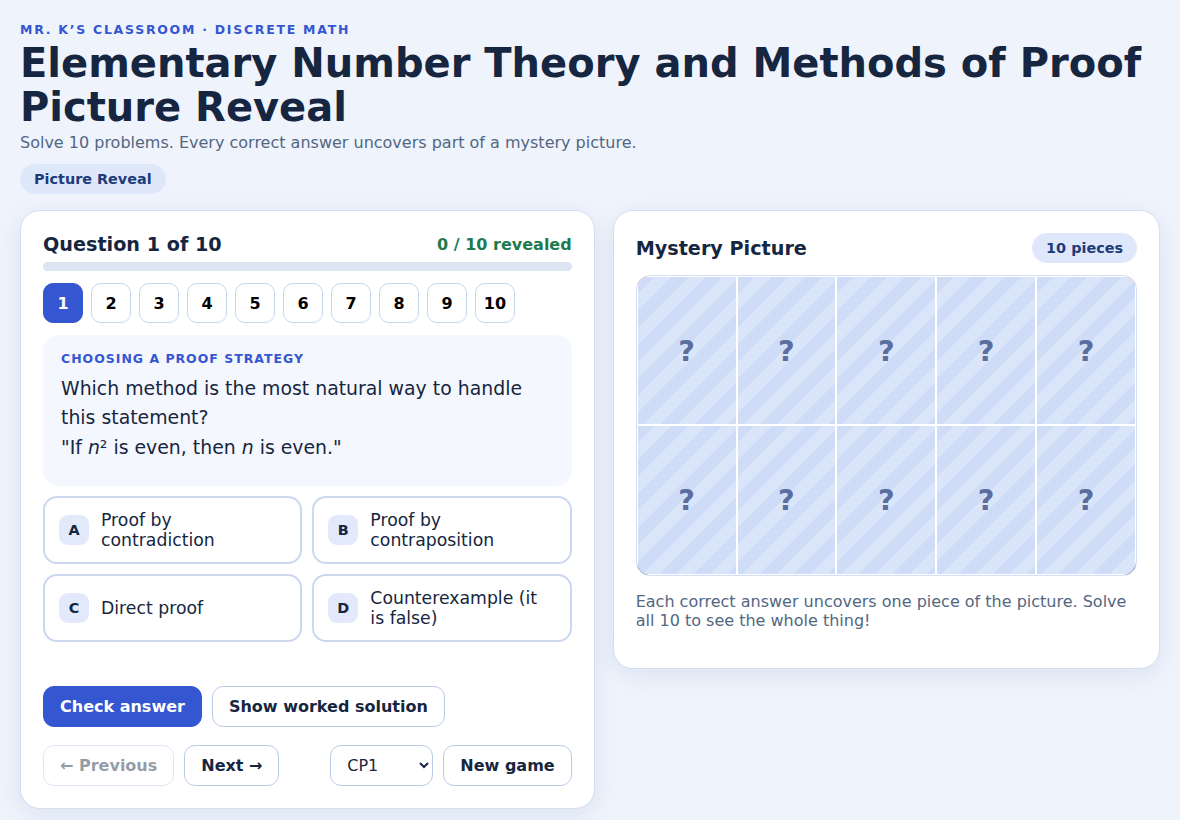 MR. K’S CLASSROOM · DISCRETE MATH
Elementary Number Theory and Methods of Proof
Picture Reveal
Solve 10 problems. Every correct answer uncovers part of a mystery picture.
Picture Reveal
Question 1 of 10
0 / 10 revealed
1 2 3 4 5 6 7 8 9 10
CHOOSING A PROOF STRATEGY
Which method is the most natural way to handle
this statement?
"If n² is even, then n is even."
A Proof by
contradiction
B Proof by
contraposition
C Direct proof
D Counterexample (it
is false)
Check answer
Show worked solution
← Previous
Next →
CP1
New game
Mystery Picture
10 pieces
? ? ? ? ?
? ? ? ? ?
Each correct answer uncovers one piece of the picture. Solve
all 10 to see the whole thing!